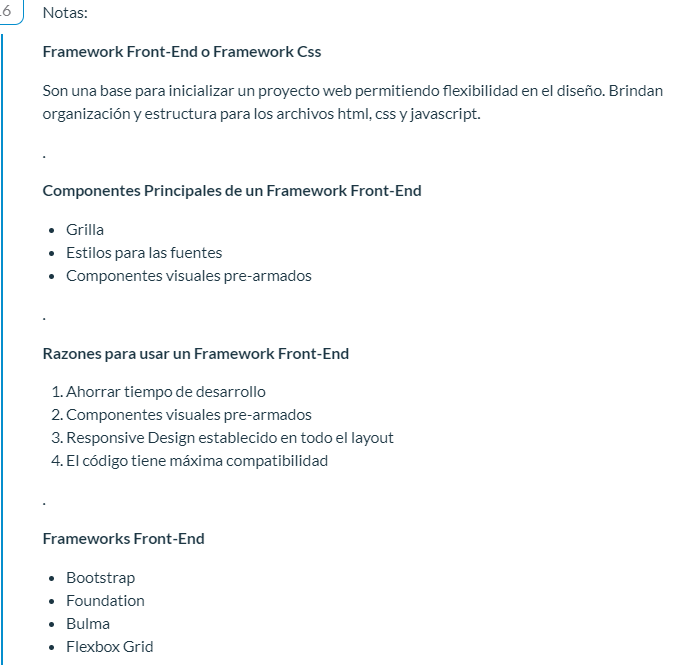 6
Notas:
Framework Front-End o Framework Css
Son una base para inicializar un proyecto web permitiendo flexibilidad en el diseño. Brindan
organización y estructura para los archivos html, css y javascript.
.
Componentes Principales de un Framework Front-End
• Grilla
• Estilos para las fuentes
• Componentes visuales pre-armados
.
Razones para usar un Framework Front-End
1. Ahorrar tiempo de desarrollo
2. Componentes visuales pre-armados
3. Responsive Design establecido en todo el layout
4. El código tiene máxima compatibilidad
.
Frameworks Front-End
• Bootstrap
• Foundation
• Bulma
• Flexbox Grid